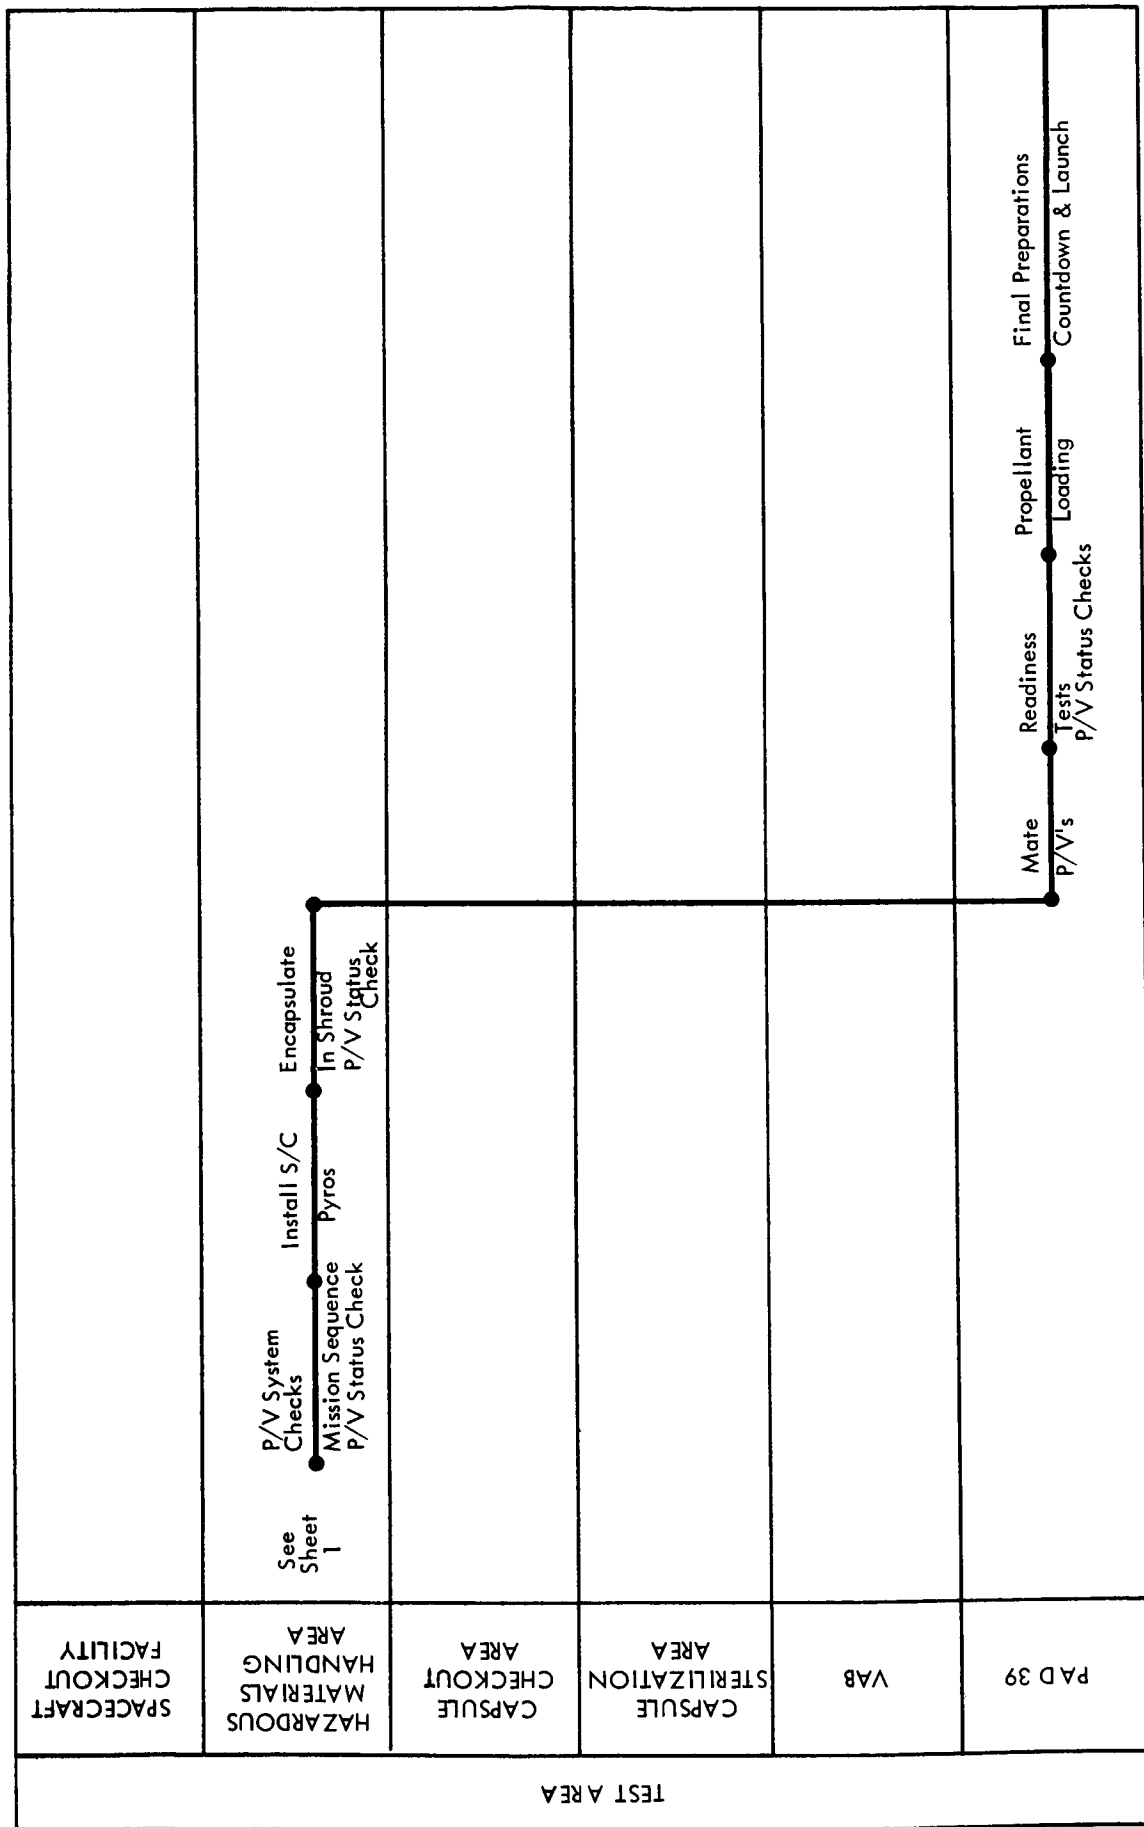 TEST AREA
SPACECRAFT
CHECKOUT
FACILITY
HAZARDOUS
MATERIALS
HANDLING
AREA
See
Sheet
1
P/V System
Checks
Mission Sequence
P/V Status Check
Install S/C
Pyros
Encapsulate
In Shroud
P/V Status
Check
CAPSULE
CHECKOUT
AREA
CAPSULE
STERILIZATION
AREA
VAB
PAD 39
Mate
P/V's
Readiness
Tests
P/V Status Checks
Propellant
Loading
Final Preparations
Countdown & Launch